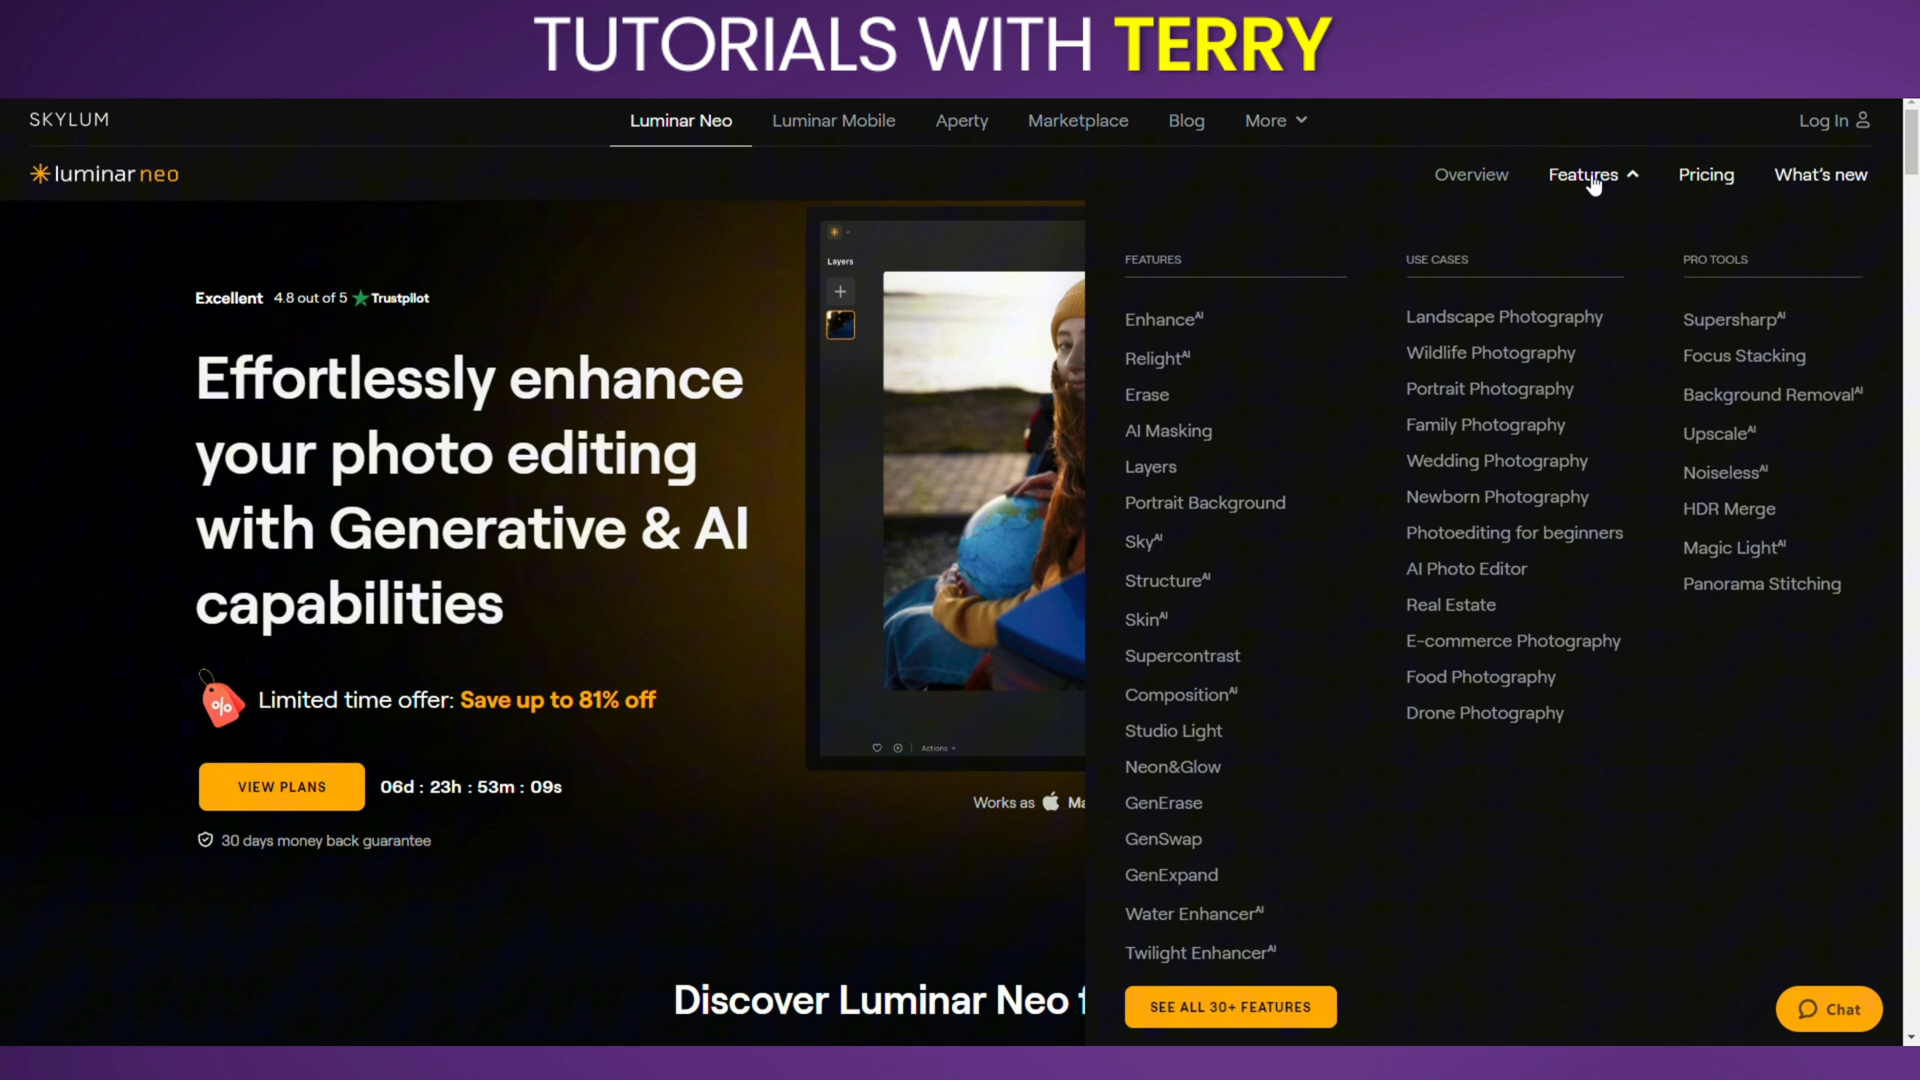 TUTORIALS WITH TERRY
SKYLUM
Luminar Neo
Luminar Mobile
Aperty
Marketplace
Blog
More
Log In
luminar neo
Overview
Features
Pricing
What's new
Excellent 4.8 out of 5 Trustpilot
Effortlessly enhance
your photo editing
with Generative & AI
capabilities
Limited time offer: Save up to 81% off
VIEW PLANS
06d : 23h : 53m : 09s
30 days money back guarantee
Layers
Actions
Works as
Discover Luminar Neo
FEATURES
Enhance AI
Relight AI
Erase
AI Masking
Layers
Portrait Background
Sky AI
Structure AI
Skin AI
Supercontrast
Composition AI
Studio Light
Neon&Glow
GenErase
GenSwap
GenExpand
Water Enhancer AI
Twilight Enhancer AI
SEE ALL 30+ FEATURES
USE CASES
Landscape Photography
Wildlife Photography
Portrait Photography
Family Photography
Wedding Photography
Newborn Photography
Photoediting for beginners
AI Photo Editor
Real Estate
E-commerce Photography
Food Photography
Drone Photography
PRO TOOLS
Supersharp AI
Focus Stacking
Background Removal AI
Upscale AI
Noiseless AI
HDR Merge
Magic Light AI
Panorama Stitching
Chat